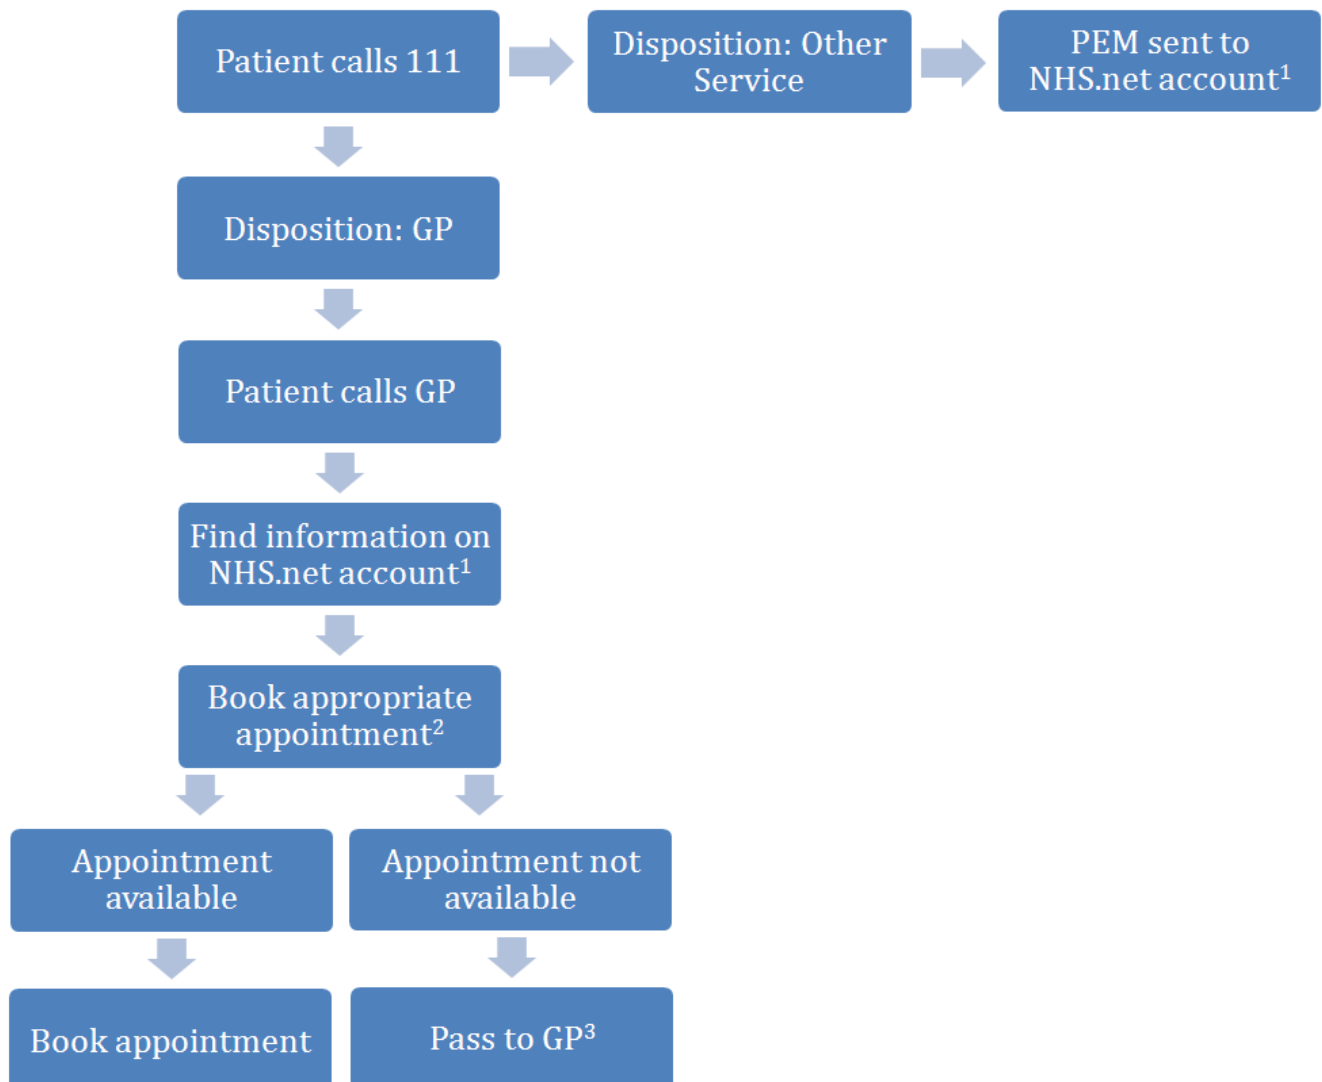 Patient calls 111
Disposition: Other
Service
PEM sent to
NHS.net account¹
Disposition: GP
Patient calls GP
Find information on
NHS.net account¹
Book appropriate
appointment²
Appointment
available
Appointment not
available
Book appointment
Pass to GP³